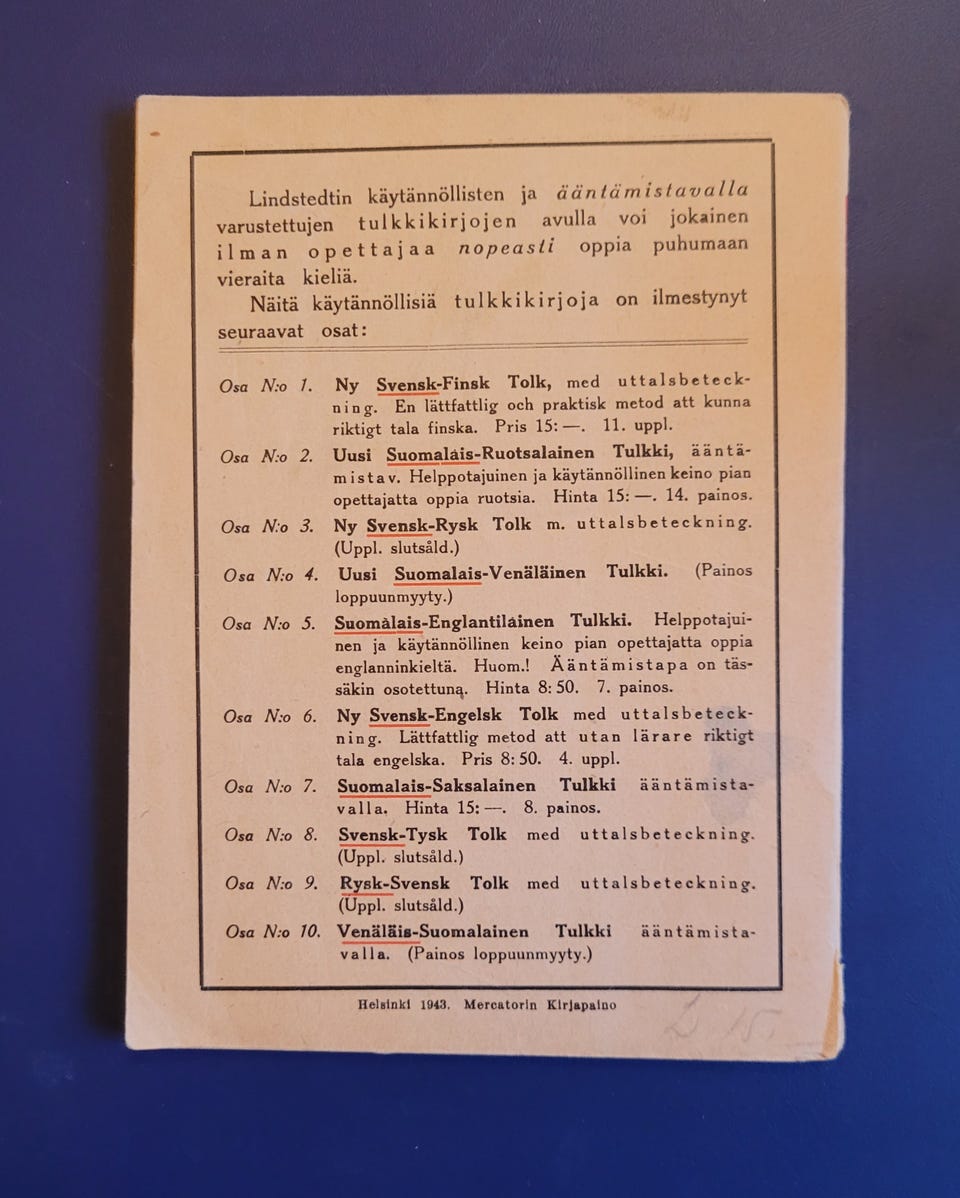 Lindstedtin käytännöllisten ja ääntämistavalla
varustettujen tulkkikirjojen avulla voi jokainen
ilman opettajaa nopeasti oppia puhumaan
vieraita kieliä.
Näitä käytännöllisiä tulkkikirjoja on ilmestynyt
seuraavat osat:
Osa N:o 1. Ny Svensk-Finsk Tolk, med uttalsbeteck-
ning. En lättfattlig och praktisk metod att kunna
riktigt tala finska. Pris 15: —. 11. uppl.
Osa N:o 2. Uusi Suomalais-Ruotsalainen Tulkki, ääntä-
mistav. Helppotajuinen ja käytännöllinen keino pian
opettajatta oppia ruotsia. Hinta 15: —. 14. painos.
Osa N:o 3. Ny Svensk-Rysk Tolk m. uttalsbeteckning.
(Uppl. slutsåld.)
Osa N:o 4. Uusi Suomalais-Venäläinen Tulkki. (Painos
loppuunmyyty.)
Osa N:o 5. Suomalais-Englantilainen Tulkki. Helppotajui-
nen ja käytännöllinen keino pian opettajatta oppia
englanninkieltä. Huom.! Ääntämistapa on täs-
säkin osotettuna. Hinta 8:50. 7. painos.
Osa N:o 6. Ny Svensk-Engelsk Tolk med uttalsbeteck-
ning. Lättfattlig metod att utan lärare riktigt
tala engelska. Pris 8:50. 4. uppl.
Osa N:o 7. Suomalais-Saksalainen Tulkki ääntämista-
valla. Hinta 15: —. 8. painos.
Osa N:o 8. Svensk-Tysk Tolk med uttalsbeteckning.
(Uppl. slutsåld.)
Osa N:o 9. Rysk-Svensk Tolk med uttalsbeteckning.
(Uppl. slutsåld.)
Osa N:o 10. Venäläis-Suomalainen Tulkki ääntämista-
valla. (Painos loppuunmyyty.)
Helsinki 1943. Mercatorin Kirjapaino